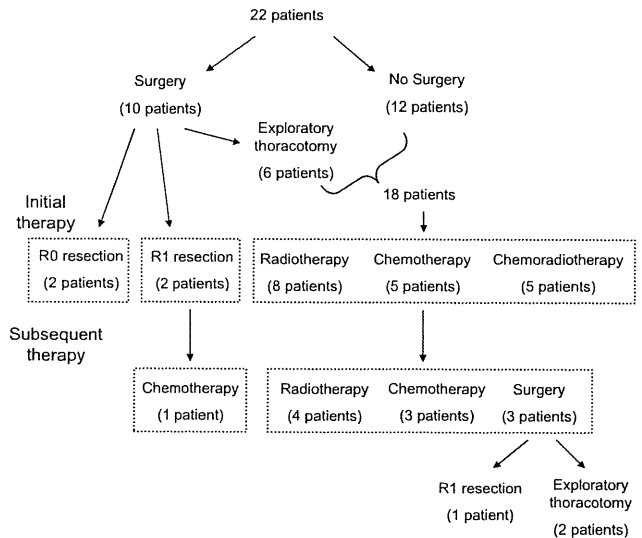 22 patients
Surgery
(10 patients)
No Surgery
(12 patients)
Exploratory
thoracotomy
(6 patients)
18 patients
Initial
therapy
R0 resection
(2 patients)
R1 resection
(2 patients)
Radiotherapy
(8 patients)
Chemotherapy
(5 patients)
Chemoradiotherapy
(5 patients)
Subsequent
therapy
Chemotherapy
(1 patient)
Radiotherapy
(4 patients)
Chemotherapy
(3 patients)
Surgery
(3 patients)
R1 resection
(1 patient)
Exploratory
thoracotomy
(2 patients)